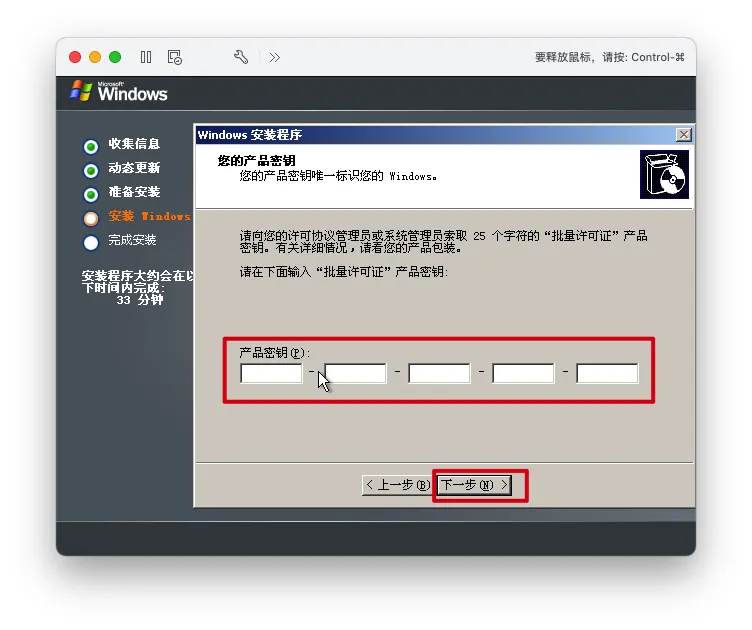 要释放鼠标，请按: Control-⌘
Microsoft
Windows
收集信息
动态更新
准备安装
安装 Windows
完成安装
安装程序大约会在以
下时间内完成:
33 分钟
Windows 安装程序
您的产品密钥
您的产品密钥唯一标识您的 Windows。
请向您的许可协议管理员或系统管理员索取 25 个字符的“批量许可证”产品
密钥。有关详细情况，请看您的产品包装。
请在下面输入“批量许可证”产品密钥:
产品密钥(P):
- - - -
< 上一步(B) 下一步(N) >